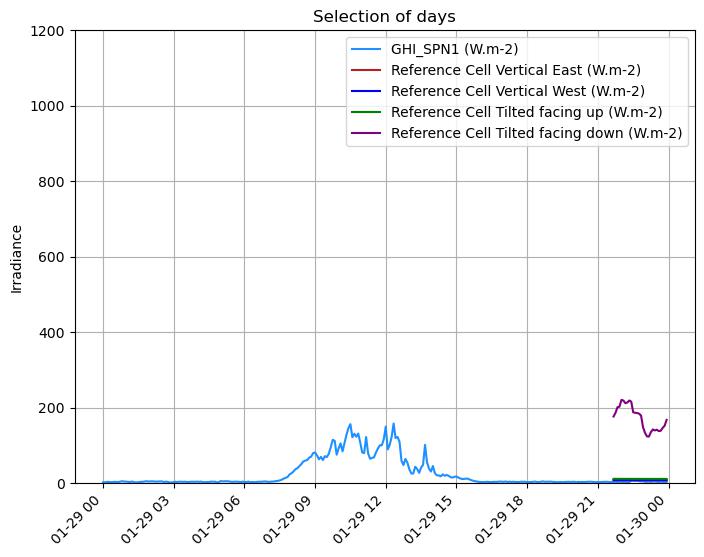 Selection of days
1200
1000
800
600
400
200
0
Irradiance
GHI_SPN1 (W.m-2)
Reference Cell Vertical East (W.m-2)
Reference Cell Vertical West (W.m-2)
Reference Cell Tilted facing up (W.m-2)
Reference Cell Tilted facing down (W.m-2)
01-29 00
01-29 03
01-29 06
01-29 09
01-29 12
01-29 15
01-29 18
01-29 21
01-30 00